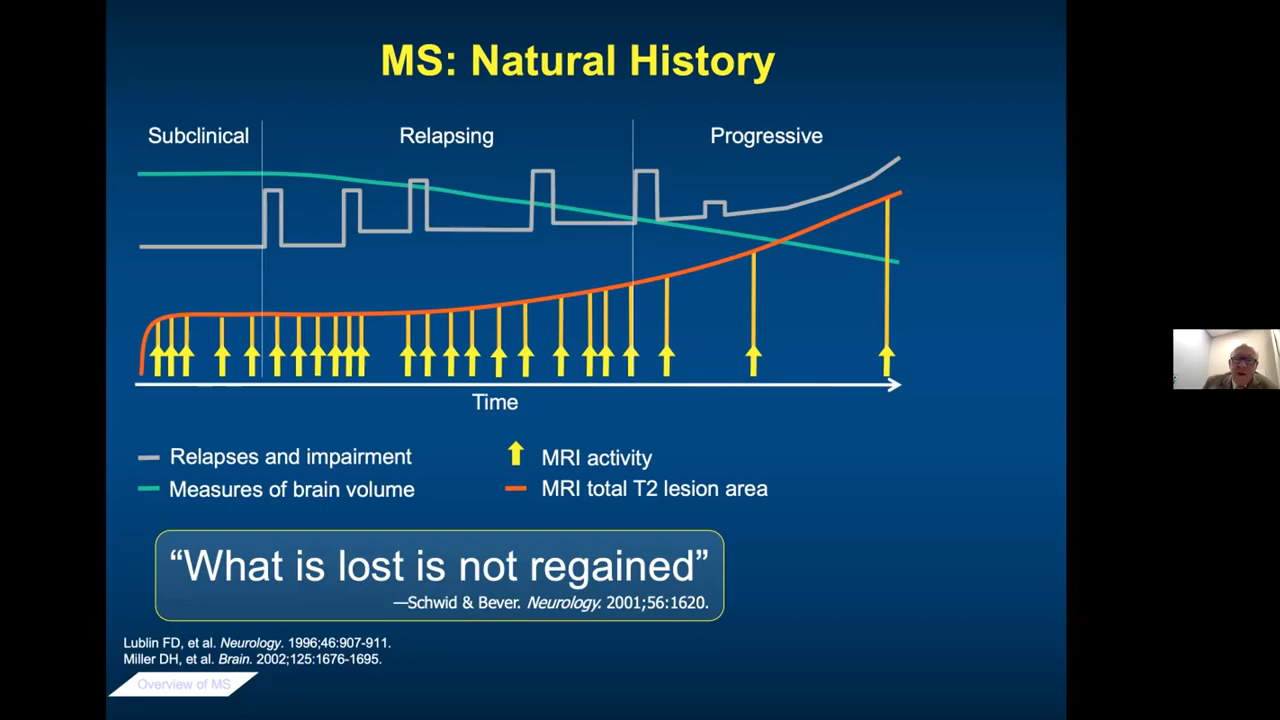 MS: Natural History
Subclinical
Relapsing
Progressive
Time
Relapses and impairment
MRI activity
Measures of brain volume
MRI total T2 lesion area
“What is lost is not regained”
—Schwid & Bever. Neurology. 2001;56:1620.
Lublin FD, et al. Neurology. 1996;46:907-911.
Miller DH, et al. Brain. 2002;125:1676-1695.
Overview of MS